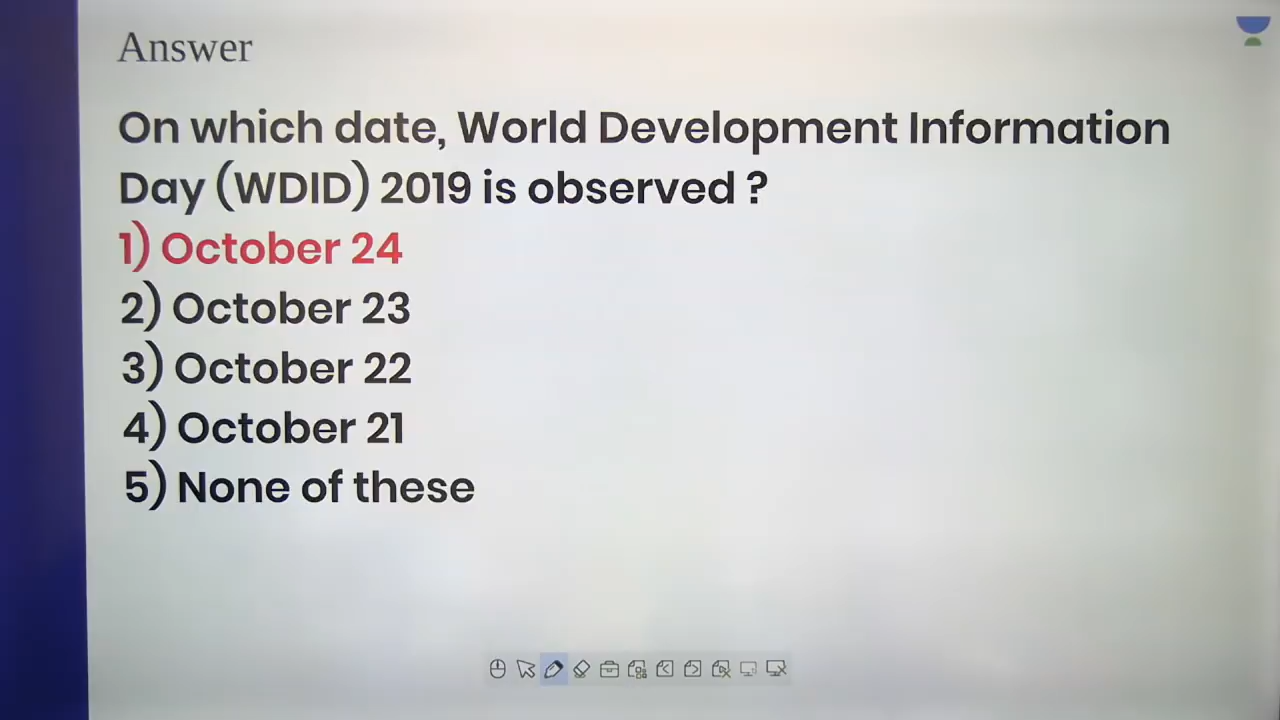 Answer
On which date, World Development Information
Day (WDID) 2019 is observed ?
1) October 24
2) October 23
3) October 22
4) October 21
5) None of these